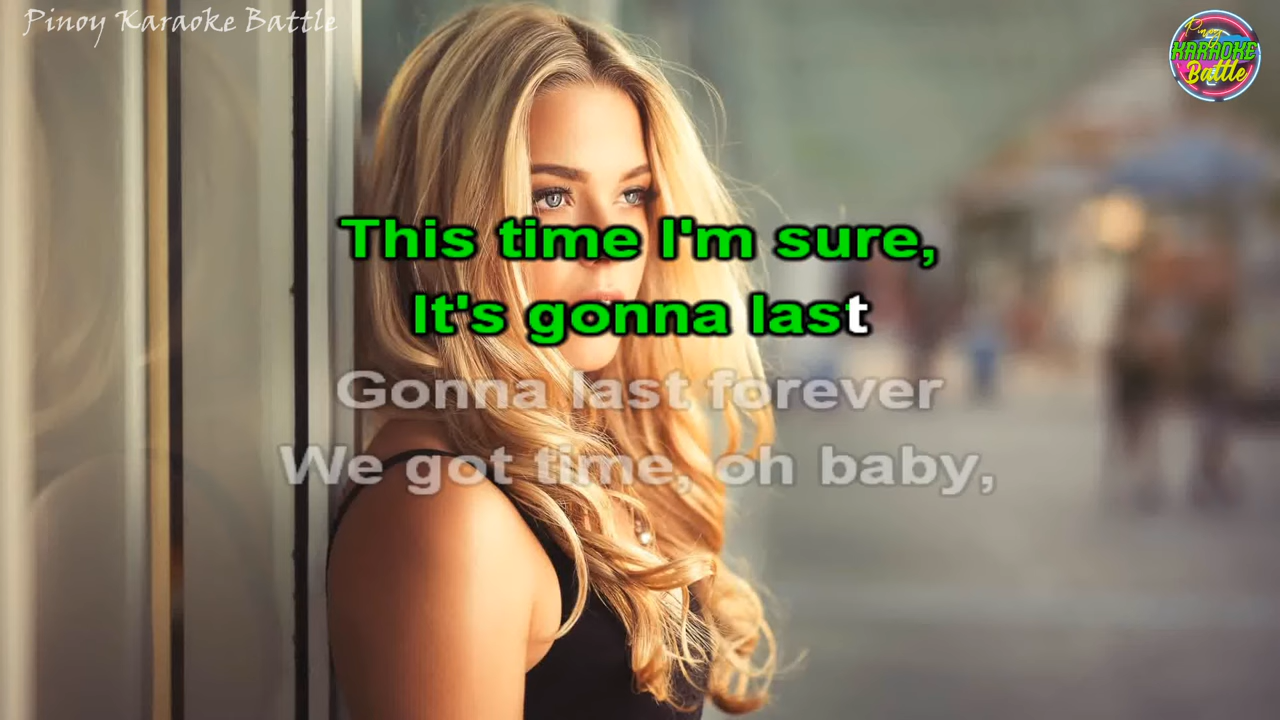 Pinoy Karaoke Battle
Pinoy
KARAOKE
Battle
This time I'm sure,
It's gonna last
Gonna last forever
We got time, oh baby,